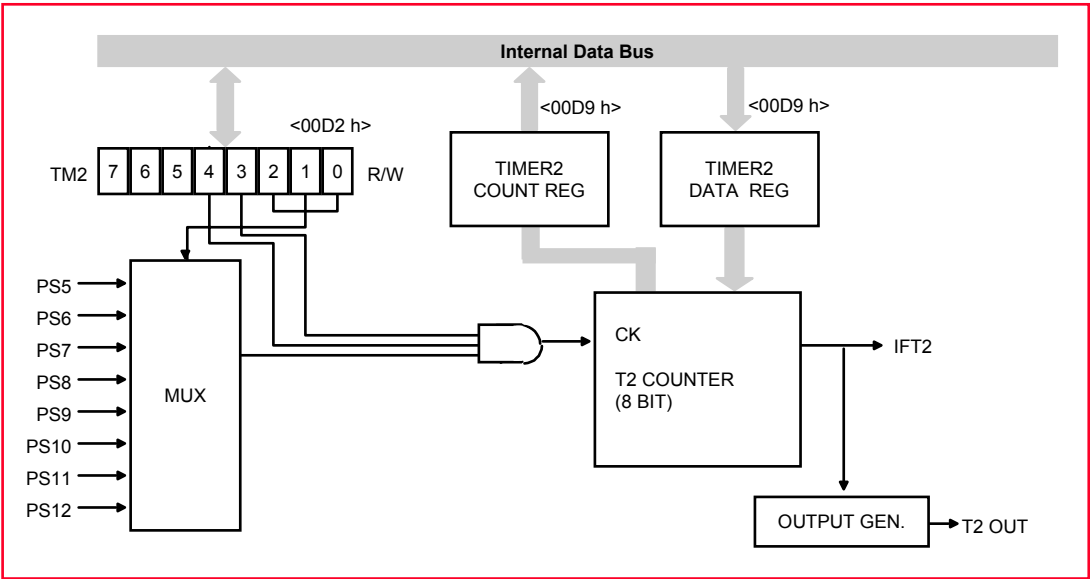 Internal Data Bus
<00D2 h>
<00D9 h>
<00D9 h>
TM2 7 6 5 4 3 2 1 0 R/W
TIMER2
COUNT REG
TIMER2
DATA REG
PS5
PS6
PS7
PS8
PS9
PS10
PS11
PS12
MUX
CK
T2 COUNTER
(8 BIT)
IFT2
OUTPUT GEN.
T2 OUT